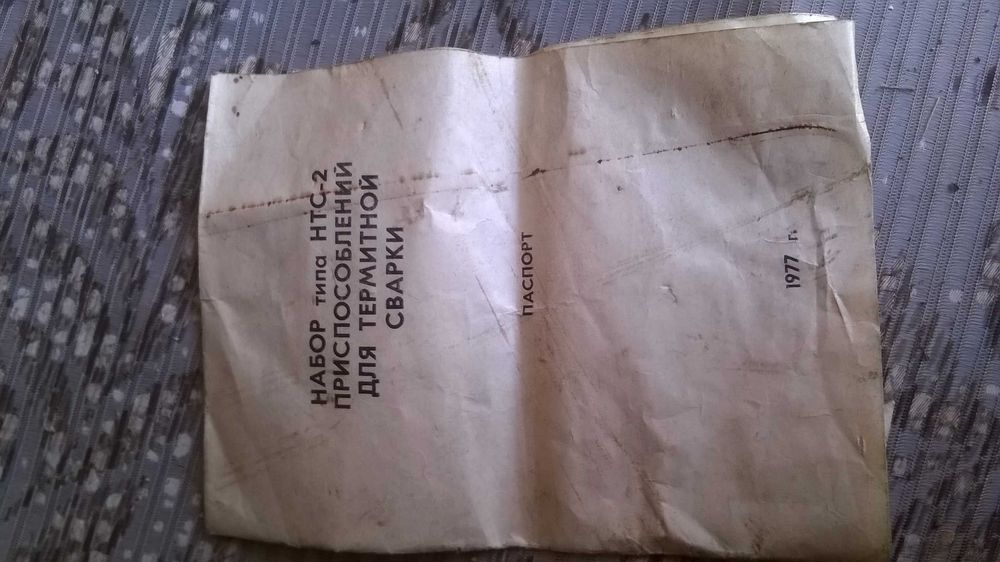 НАБОР типа НТС-2
ПРИСПОСОБЛЕНИЙ
ДЛЯ ТЕРМИТНОЙ
СВАРКИ
ПАСПОРТ
1977 г.